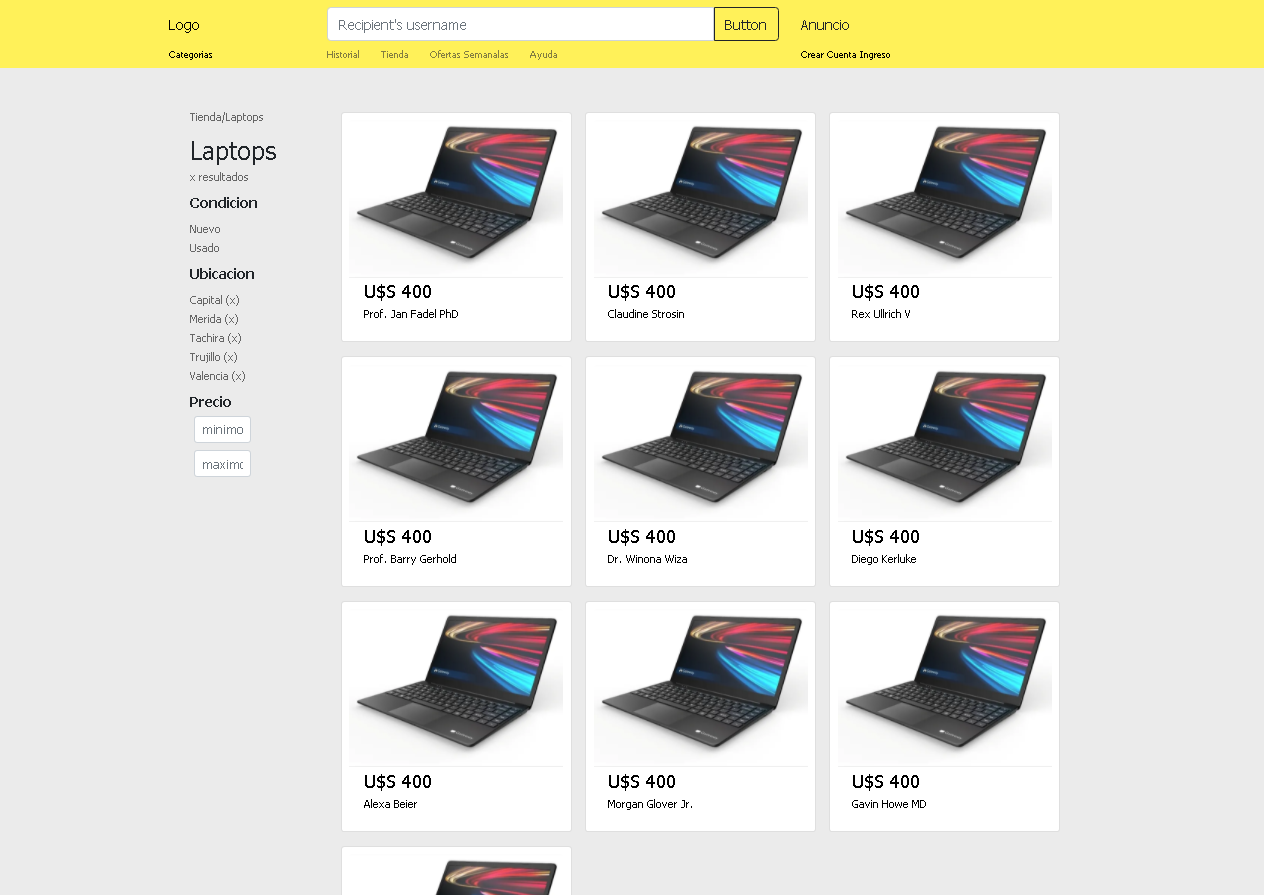 Logo
Recipient's username
Button
Anuncio
Categorias
Historial
Tienda
Ofertas Semanalas
Ayuda
Crear Cuenta Ingreso
Tienda/Laptops
Laptops
x resultados
Condicion
Nuevo
Usado
Ubicacion
Capital (x)
Merida (x)
Tachira (x)
Trujillo (x)
Valencia (x)
Precio
minimo
maximo
U$S 400
Prof. Jan Fadel PhD
U$S 400
Claudine Strosin
U$S 400
Rex Ullrich V
U$S 400
Prof. Barry Gerhold
U$S 400
Dr. Winona Wiza
U$S 400
Diego Kerluke
U$S 400
Alexa Beier
U$S 400
Morgan Glover Jr.
U$S 400
Gavin Howe MD